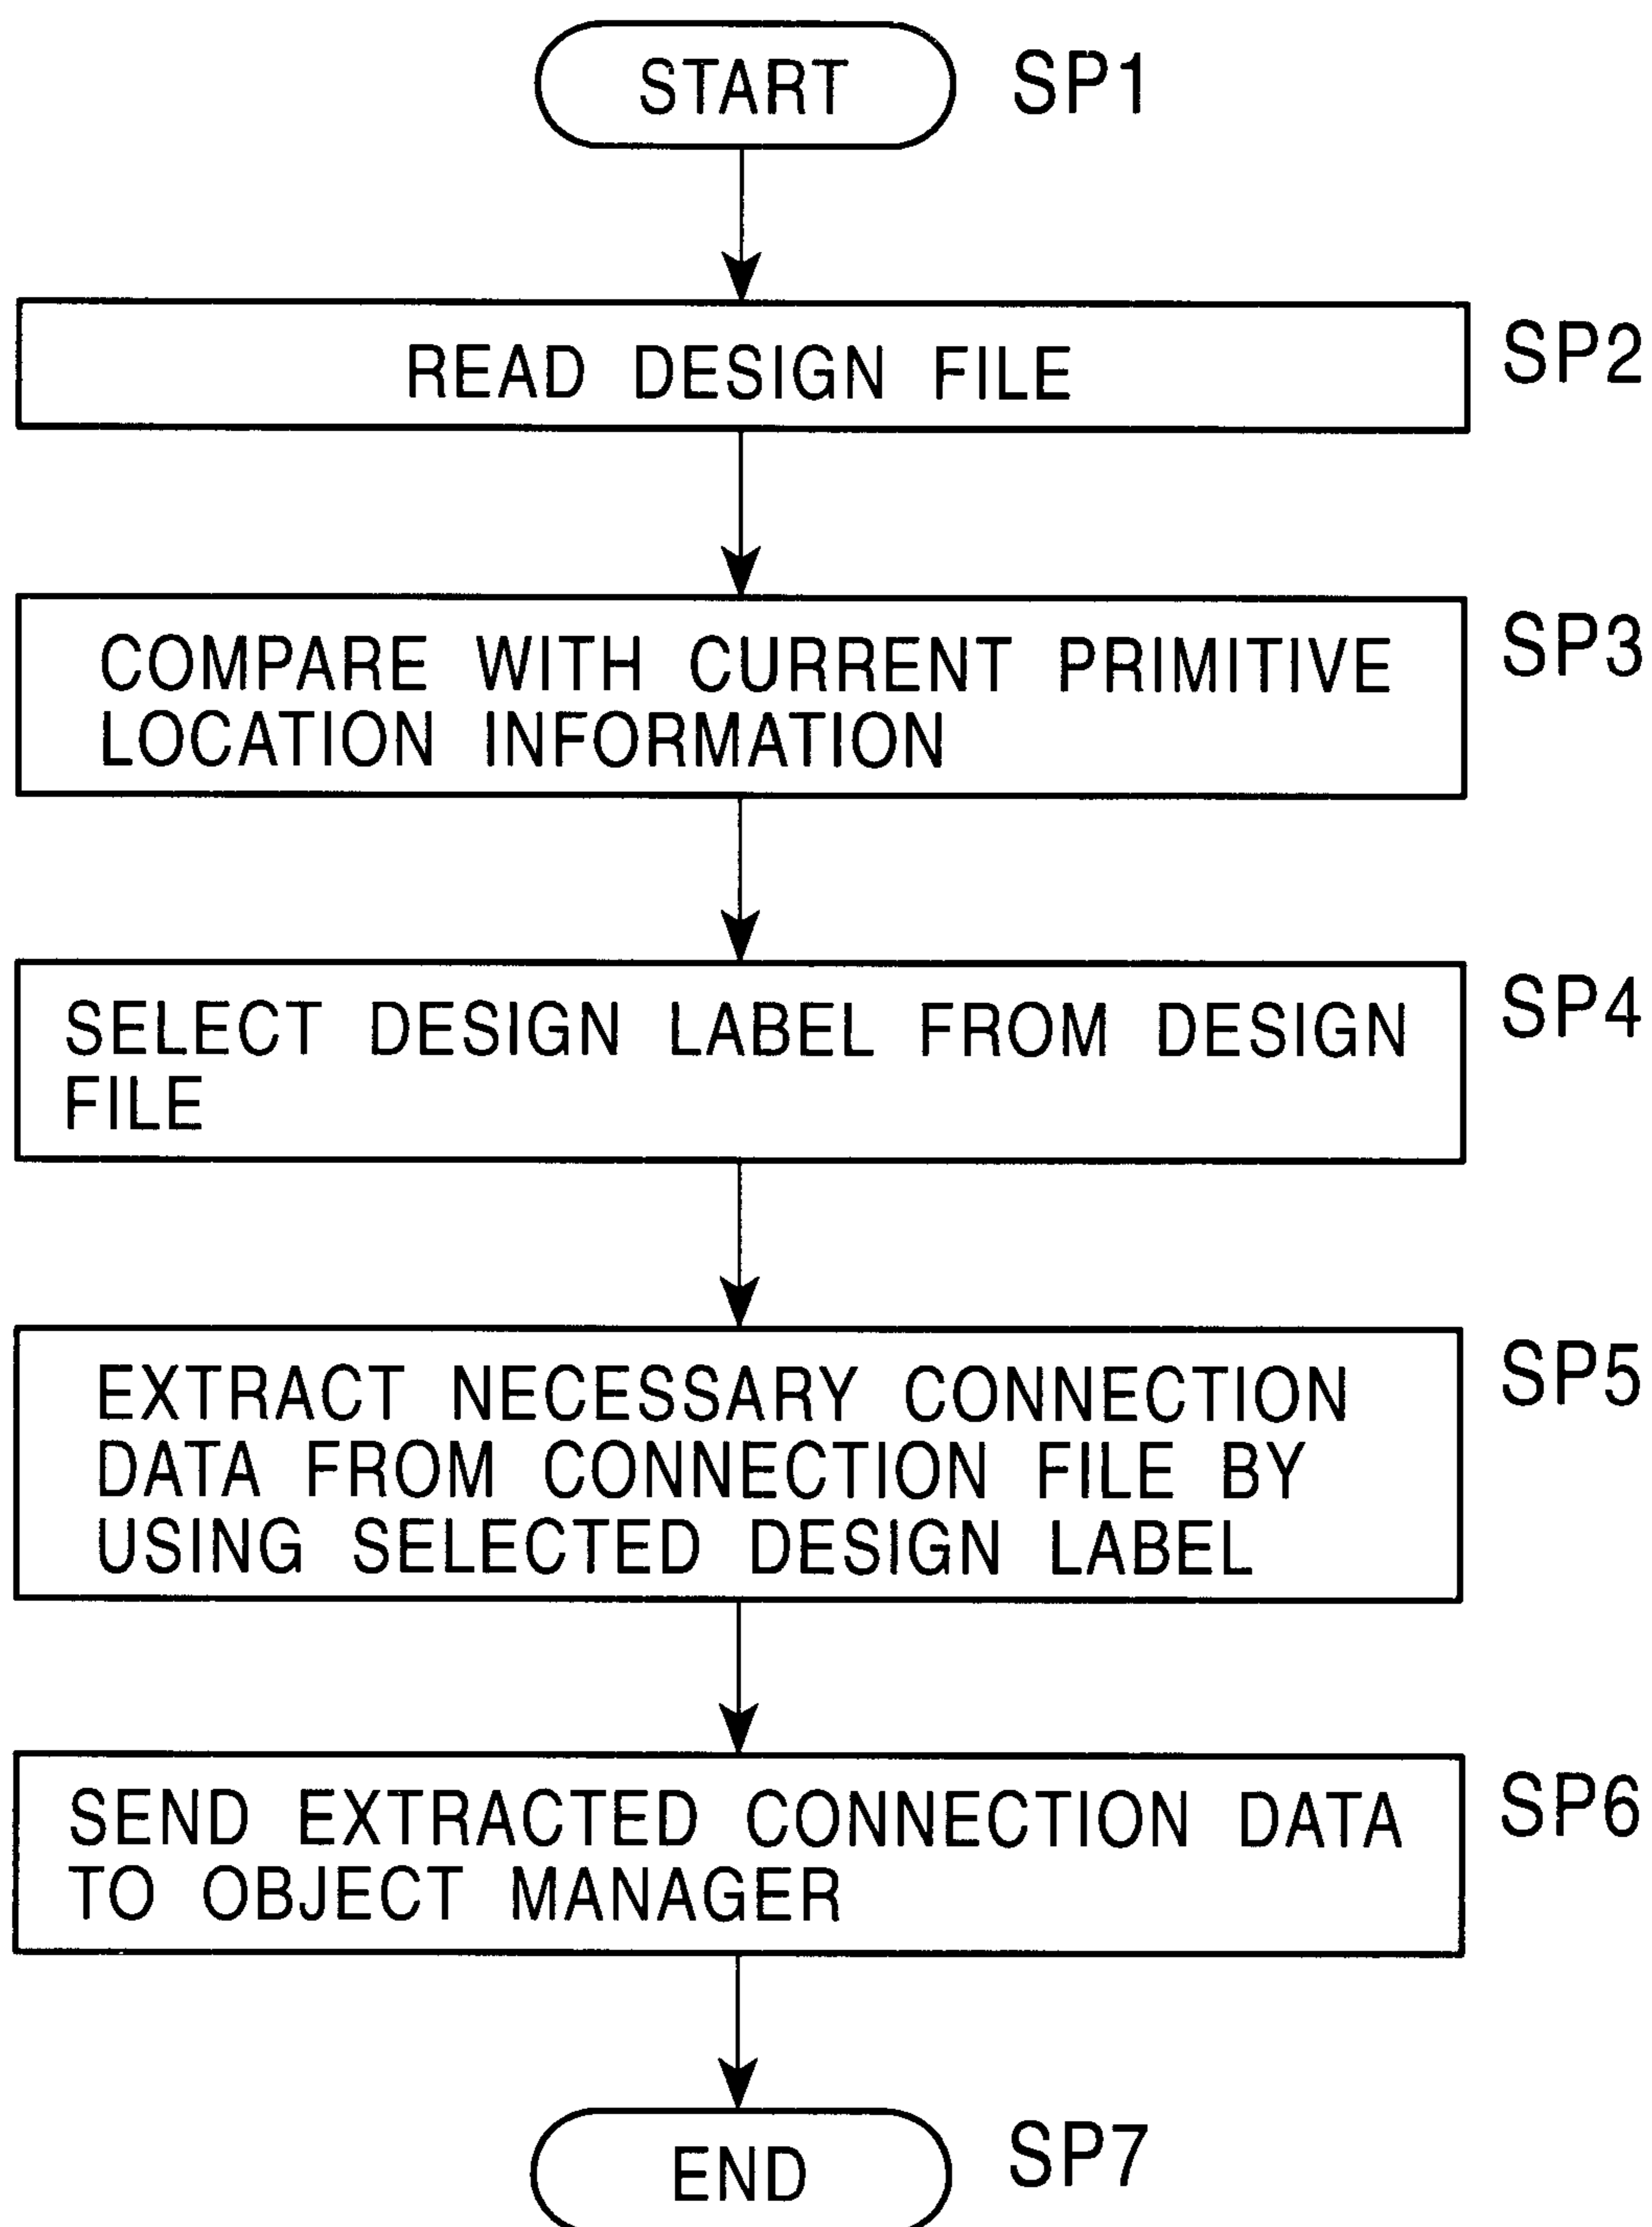 START SP1
READ DESIGN FILE SP2
COMPARE WITH CURRENT PRIMITIVE SP3
LOCATION INFORMATION
SELECT DESIGN LABEL FROM DESIGN SP4
FILE
EXTRACT NECESSARY CONNECTION SP5
DATA FROM CONNECTION FILE BY
USING SELECTED DESIGN LABEL
SEND EXTRACTED CONNECTION DATA SP6
TO OBJECT MANAGER
END SP7